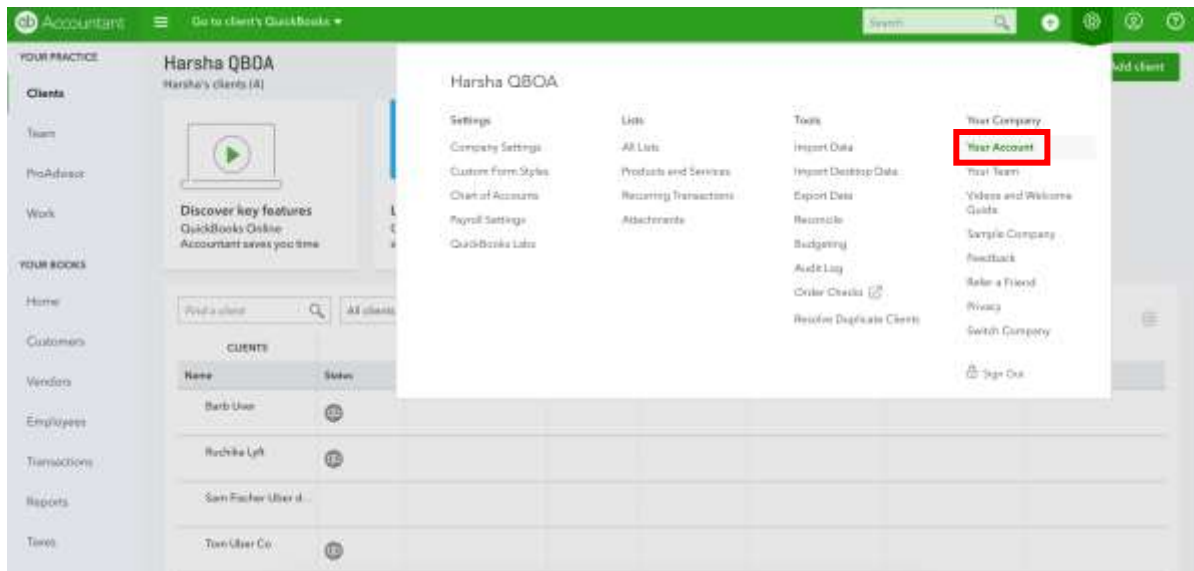 qb Accountant
Go to client's QuickBooks
Search
YOUR PRACTICE
Clients
Team
ProAdvisor
Work
YOUR BOOKS
Home
Customers
Vendors
Employees
Transactions
Reports
Taxes
Harsha QBOA
Harsha's clients (4)
Add client
Discover key features
QuickBooks Online
Accountant saves you time
Find a client
All clients
CLIENTS
Name
Status
Barb Uver
Ruchika Lyft
Sam Fischer Uber d...
Tom Uber Co
Harsha QBOA
Settings
Company Settings
Custom Form Styles
Chart of Accounts
Payroll Settings
QuickBooks Labs
Lists
All Lists
Products and Services
Recurring Transactions
Attachments
Tools
Import Data
Import Desktop Data
Export Data
Reconcile
Budgeting
Audit Log
Order Checks
Resolve Duplicate Clients
Your Company
Your Account
Your Team
Videos and Welcome
Guide
Sample Company
Feedback
Refer a Friend
Privacy
Switch Company
Sign Out